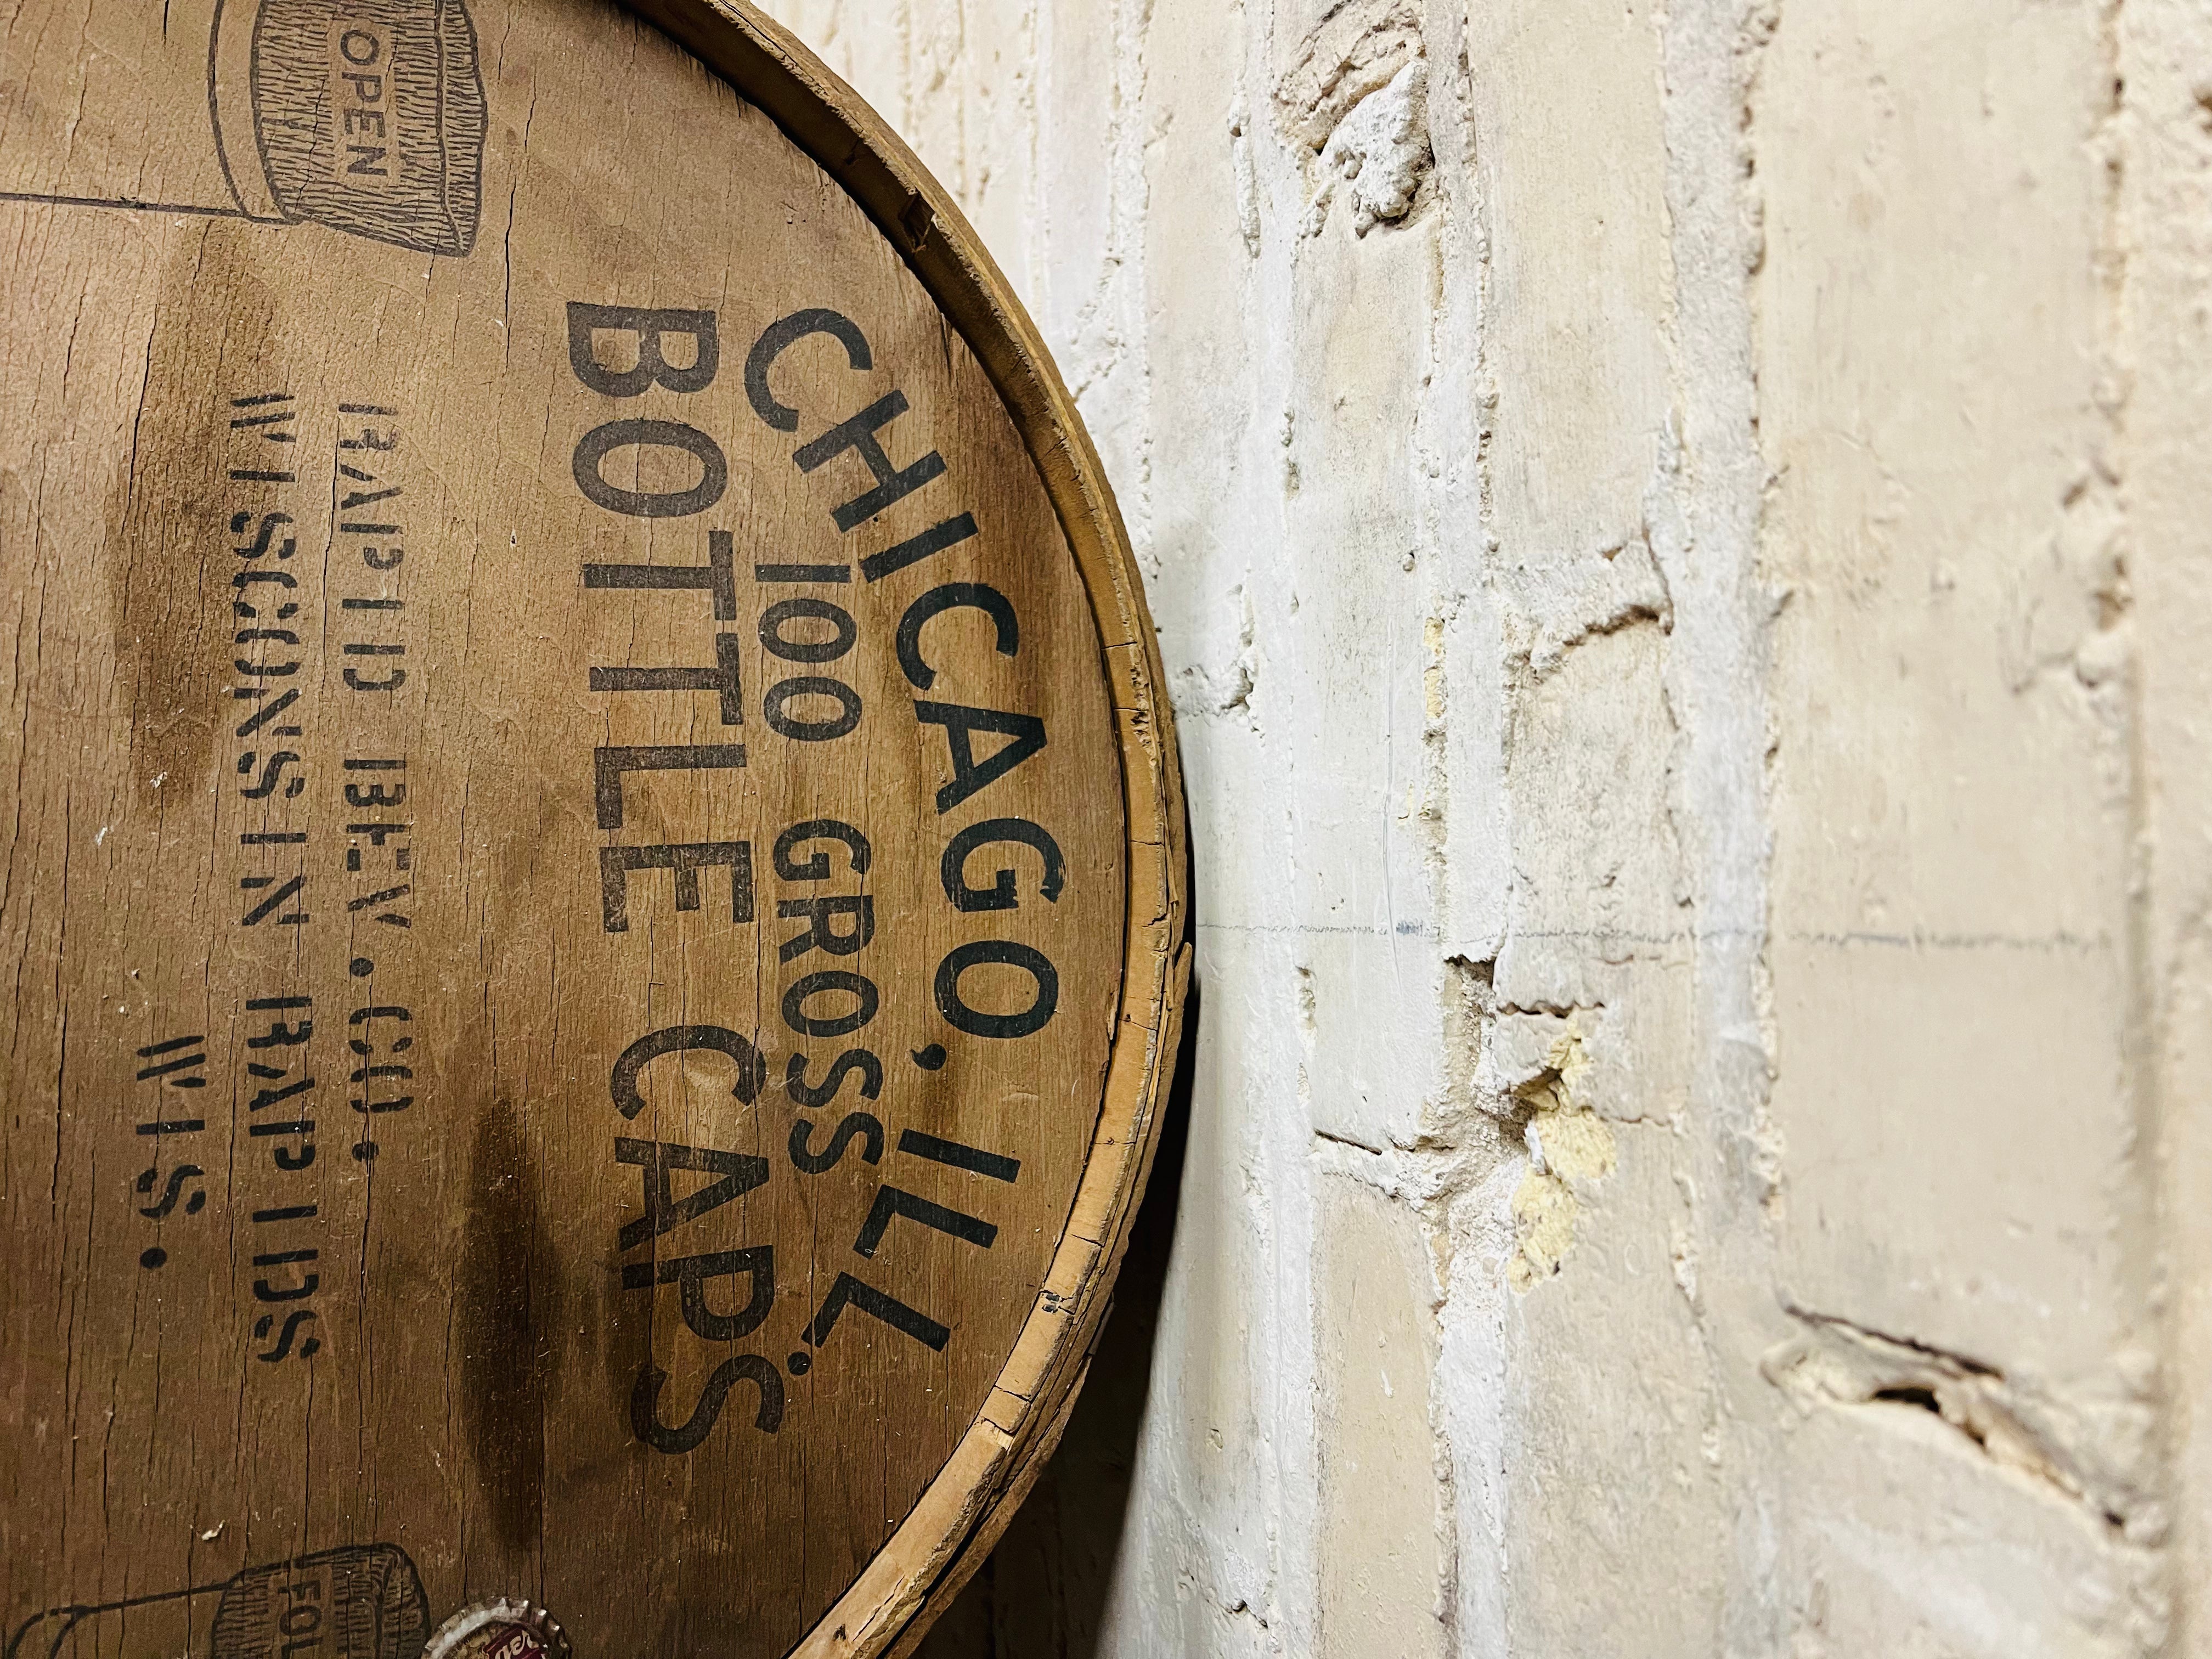 CHICAGO, ILL.
100 GROSS
BOTTLE CAPS
OPEN
RAPID BEV. CO.
WISCONSIN RAPIDS
WIS.